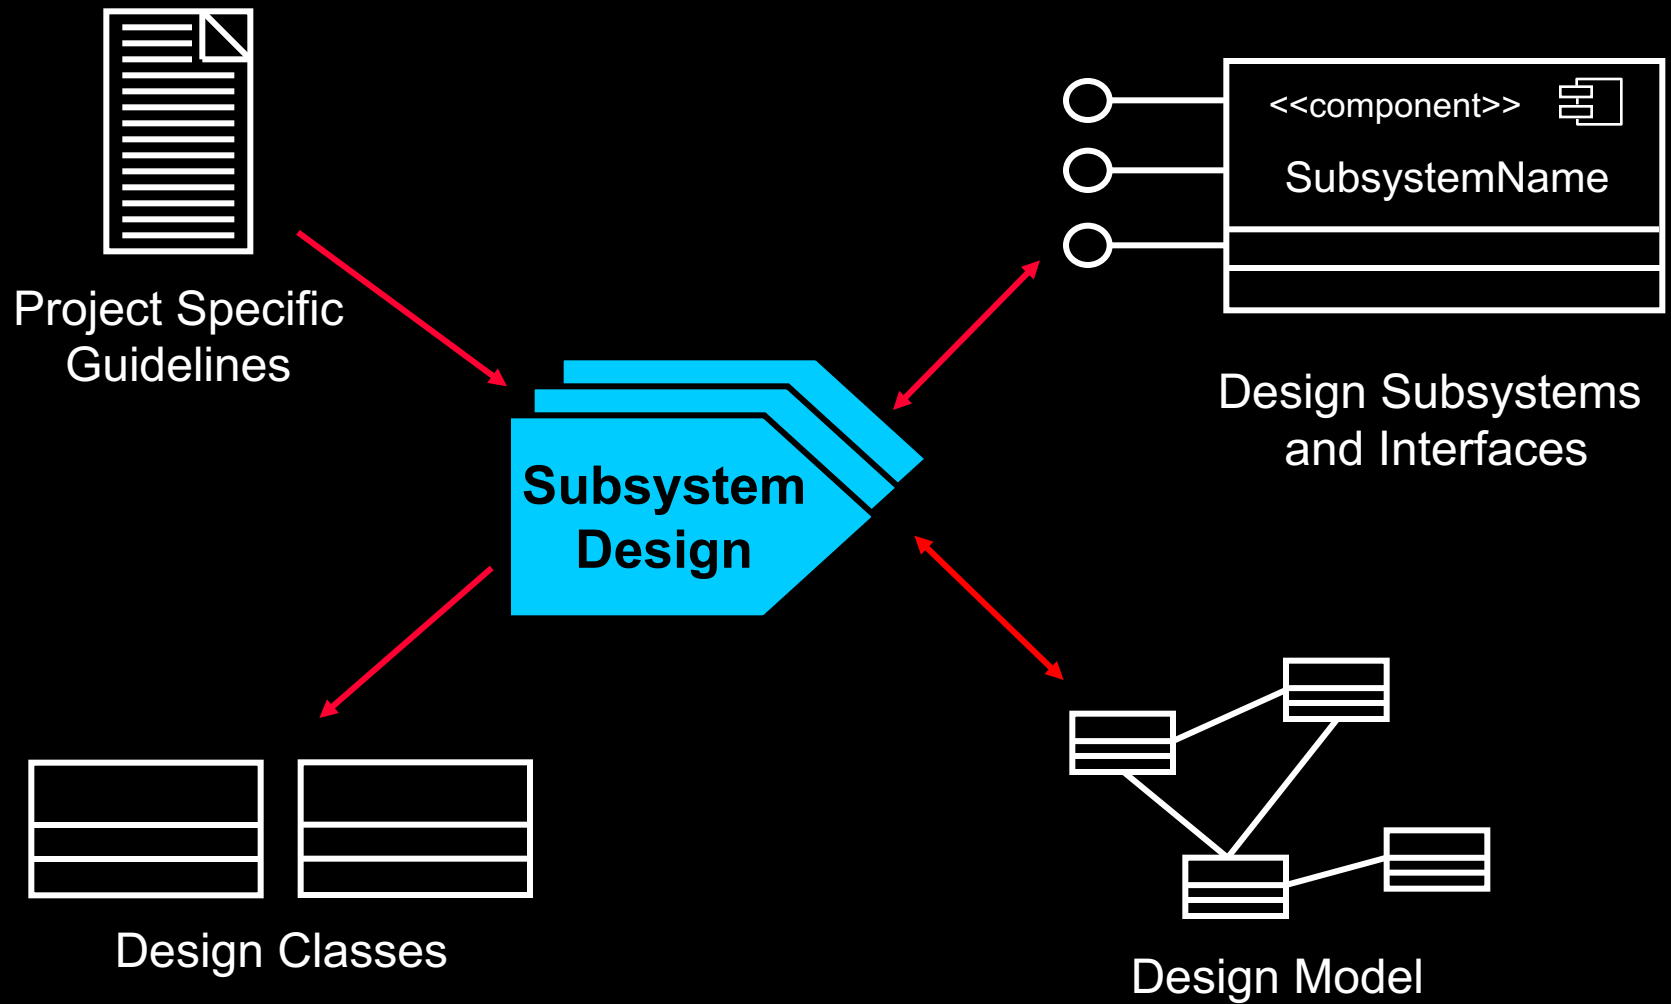 <<component>>
SubsystemName
Project Specific
Guidelines
Design Subsystems
and Interfaces
Subsystem
Design
Design Classes
Design Model